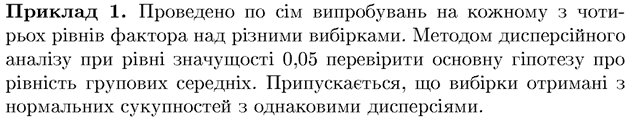 Приклад 1. Проведено по сім випробувань на кожному з чоти-
рьох рівнів фактора над різними вибірками. Методом дисперсійного
аналізу при рівні значущості 0,05 перевірити основну гіпотезу про
рівність групових середніх. Припускається, що вибірки отримані з
нормальних сукупностей з однаковими дисперсіями.